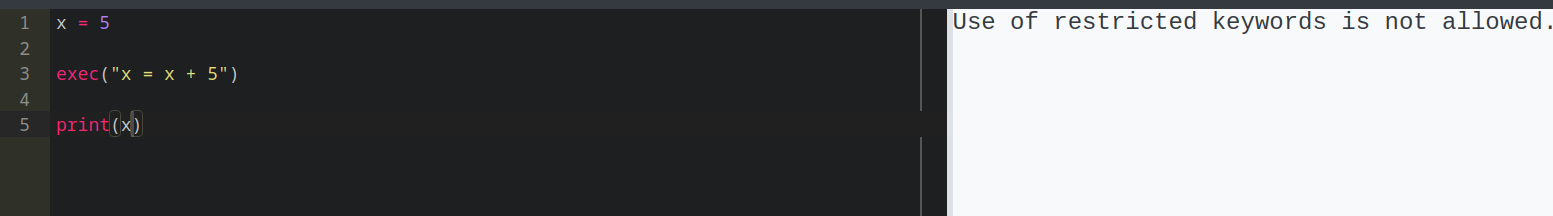 1 x = 5
2
3 exec("x = x + 5")
4
5 print(x)
Use of restricted keywords is not allowed.